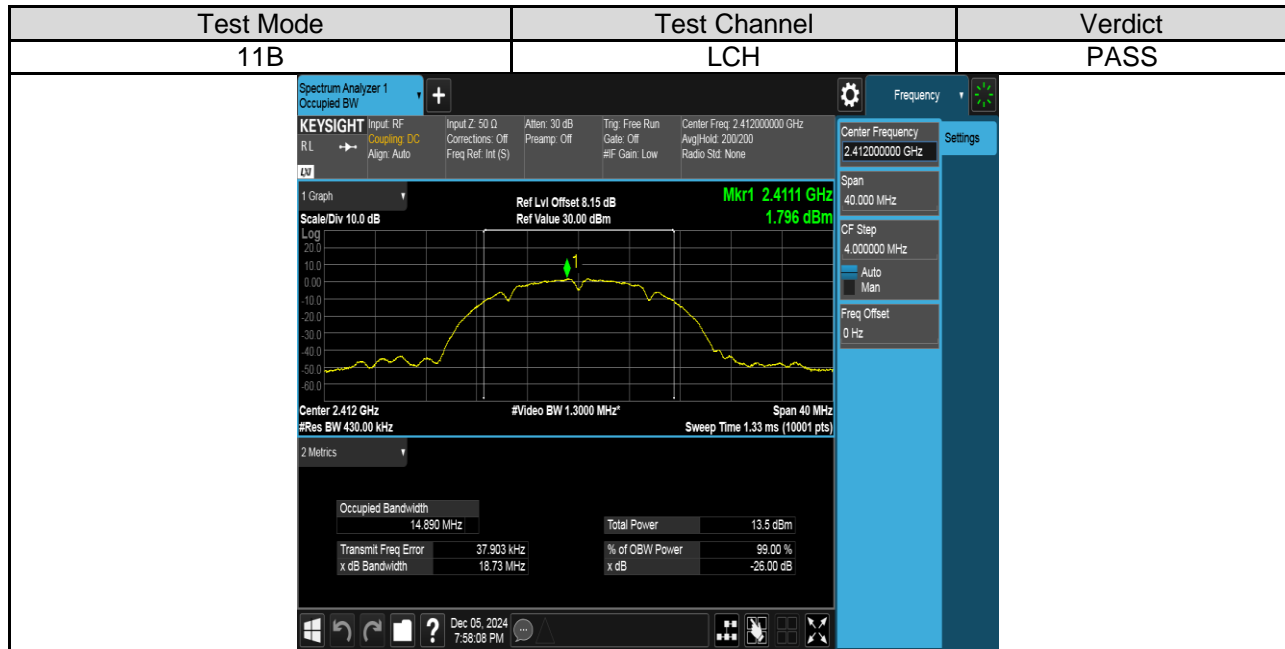 Test Mode Test Channel Verdict
11B LCH PASS
Spectrum Analyzer 1
Occupied BW
+
Frequency
KEYSIGHT Input: RF Input Z: 50 Ω Atten: 30 dB Trig: Free Run Center Freq: 2.412000000 GHz
RL Coupling: DC Corrections: Off Preamp: Off Gate: Off Avg|Hold: 200/200
Align: Auto Freq Ref: Int (S) #IF Gain: Low Radio Std: None
LXI
Center Frequency
2.412000000 GHz
Settings
Span
40.000 MHz
CF Step
4.000000 MHz
Auto
Man
Freq Offset
0 Hz
1 Graph Ref Lvl Offset 8.15 dB Mkr1 2.4111 GHz
Scale/Div 10.0 dB Ref Value 30.00 dBm 1.796 dBm
Log
20.0
10.0
0.00
-10.0
-20.0
-30.0
-40.0
-50.0
-60.0
1
Center 2.412 GHz #Video BW 1.3000 MHz* Span 40 MHz
#Res BW 430.00 kHz Sweep Time 1.33 ms (10001 pts)
2 Metrics
Occupied Bandwidth
14.890 MHz Total Power 13.5 dBm
Transmit Freq Error 37.903 kHz % of OBW Power 99.00 %
x dB Bandwidth 18.73 MHz x dB -26.00 dB
? Dec 05, 2024
7:58:08 PM